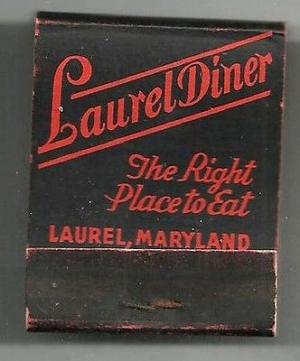 Laurel Diner
The Right
Place to Eat
LAUREL, MARYLAND